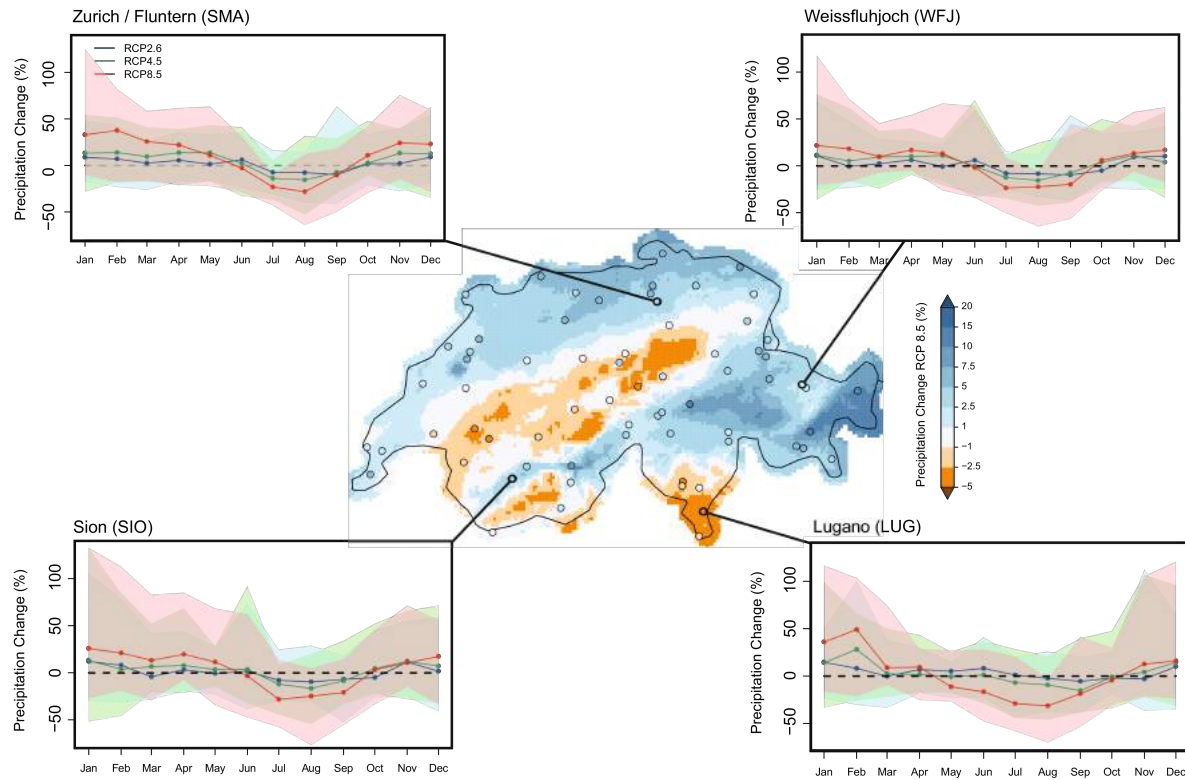 Zurich / Fluntern (SMA)
Precipitation Change (%)
100
50
0
−50
RCP2.6
RCP4.5
RCP8.5
Jan Feb Mar Apr May Jun Jul Aug Sep Oct Nov Dec
Weissfluhjoch (WFJ)
Precipitation Change (%)
100
50
0
−50
Jan Feb Mar Apr May Jun Jul Aug Sep Oct Nov Dec
Precipitation Change RCP 8.5 (%)
20
15
10
7.5
5
2.5
1
−1
−2.5
−5
Sion (SIO)
Precipitation Change (%)
100
50
0
−50
Jan Feb Mar Apr May Jun Jul Aug Sep Oct Nov Dec
Lugano (LUG)
Precipitation Change (%)
100
50
0
−50
Jan Feb Mar Apr May Jun Jul Aug Sep Oct Nov Dec